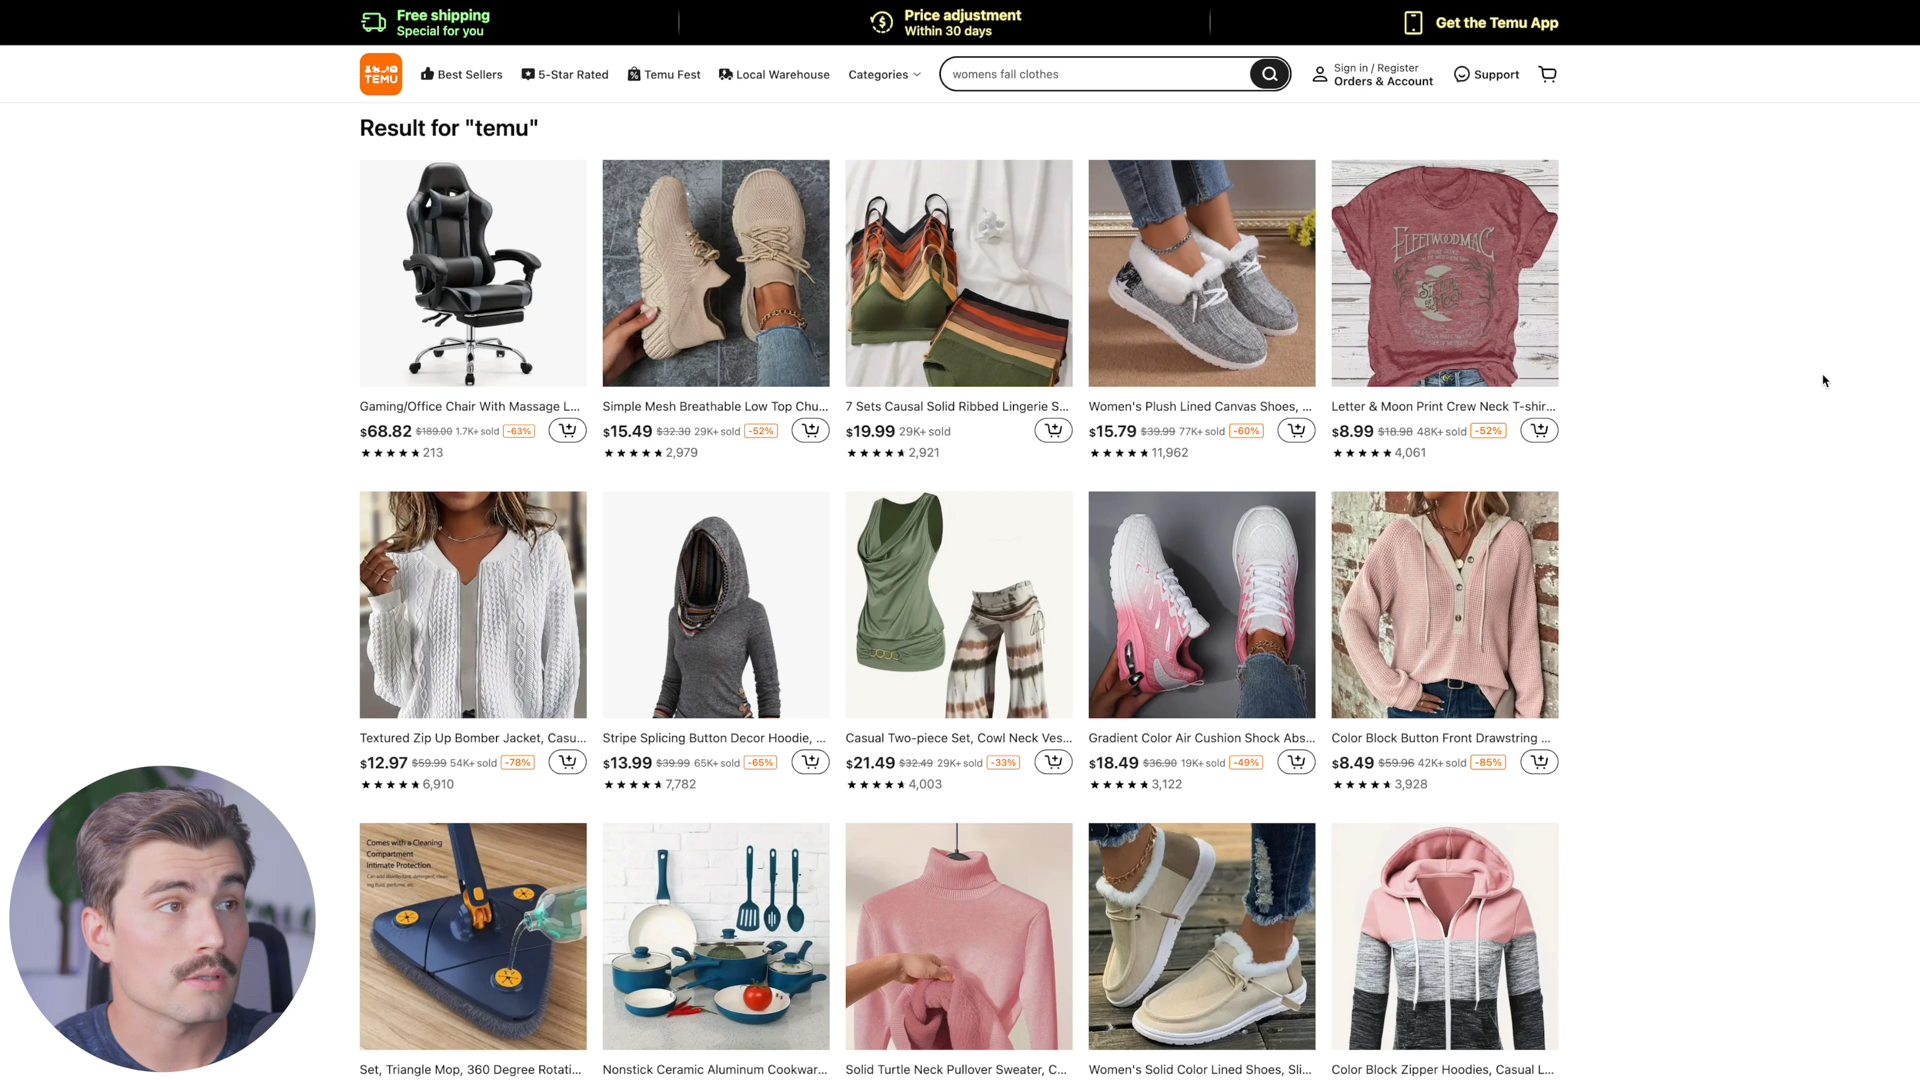 Free shipping
Special for you
Price adjustment
Within 30 days
Get the Temu App
TEMU
Best Sellers
5-Star Rated
Temu Fest
Local Warehouse
Categories
womens fall clothes
Sign in / Register
Orders & Account
Support
Result for "temu"
FLEETWOODMAC
Gaming/Office Chair With Massage L...
$68.82 $189.00 1.7K+ sold -63%
213
Simple Mesh Breathable Low Top Chu...
$15.49 $32.30 29K+ sold -52%
2,979
7 Sets Causal Solid Ribbed Lingerie S...
$19.99 29K+ sold
2,921
Women's Plush Lined Canvas Shoes, ...
$15.79 $39.99 77K+ sold -60%
11,962
Letter & Moon Print Crew Neck T-shir...
$8.99 $18.98 48K+ sold -52%
4,061
Textured Zip Up Bomber Jacket, Casu...
$12.97 $59.99 54K+ sold -78%
6,910
Stripe Splicing Button Decor Hoodie, ...
$13.99 $39.99 65K+ sold -65%
7,782
Casual Two-piece Set, Cowl Neck Ves...
$21.49 $32.49 29K+ sold -33%
4,003
Gradient Color Air Cushion Shock Abs...
$18.49 $36.90 19K+ sold -49%
3,122
Color Block Button Front Drawstring ...
$8.49 $59.96 42K+ sold -85%
3,928
Comes with a Cleaning
Compartment
Intimate Protection
Set, Triangle Mop, 360 Degree Rotati...
Nonstick Ceramic Aluminum Cookwar...
Solid Turtle Neck Pullover Sweater, C...
Women's Solid Color Lined Shoes, Sli...
Color Block Zipper Hoodies, Casual L...